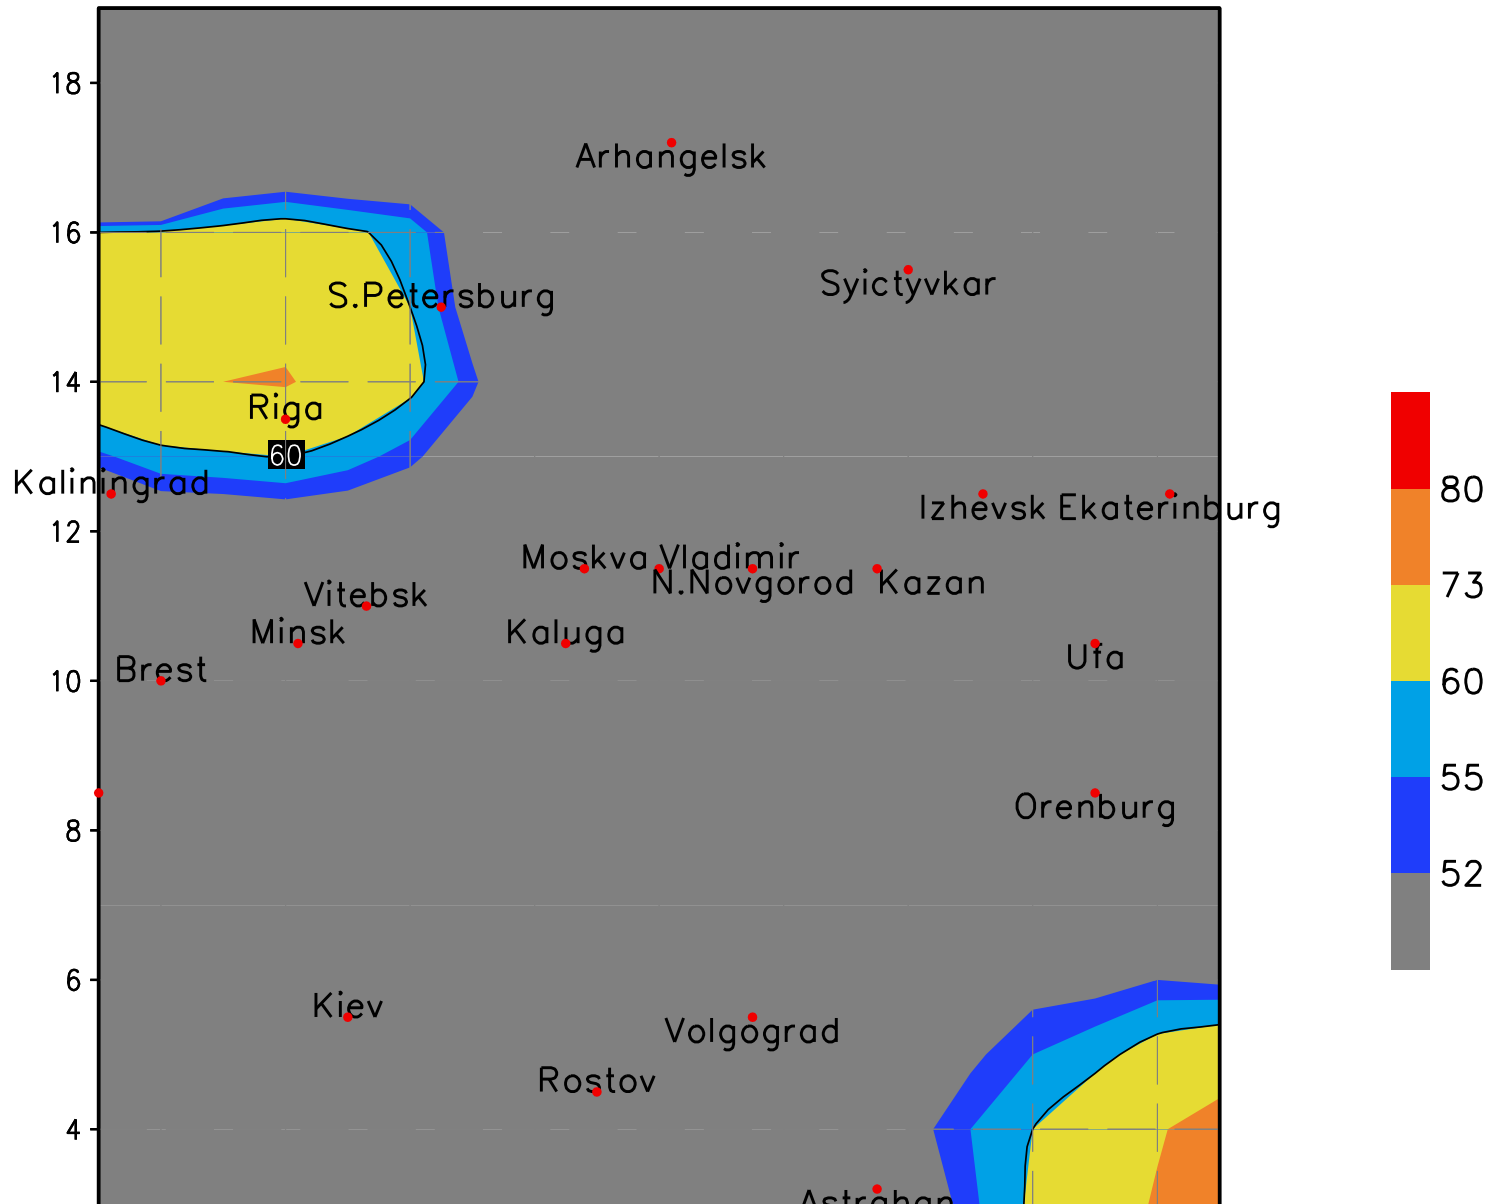 18
Arhangelsk
16
Syictyvkar
S.Petersburg
14
Riga
60
Kaliningrad
80
Izhevsk Ekaterinburg
12
Moskva Vladimir
N.Novgorod Kazan
73
Vitebsk
Minsk
Kaluga
Ufa
Brest
10
60
55
Orenburg
8
52
6
Kiev
Volgograd
Rostov
4
Astrahan